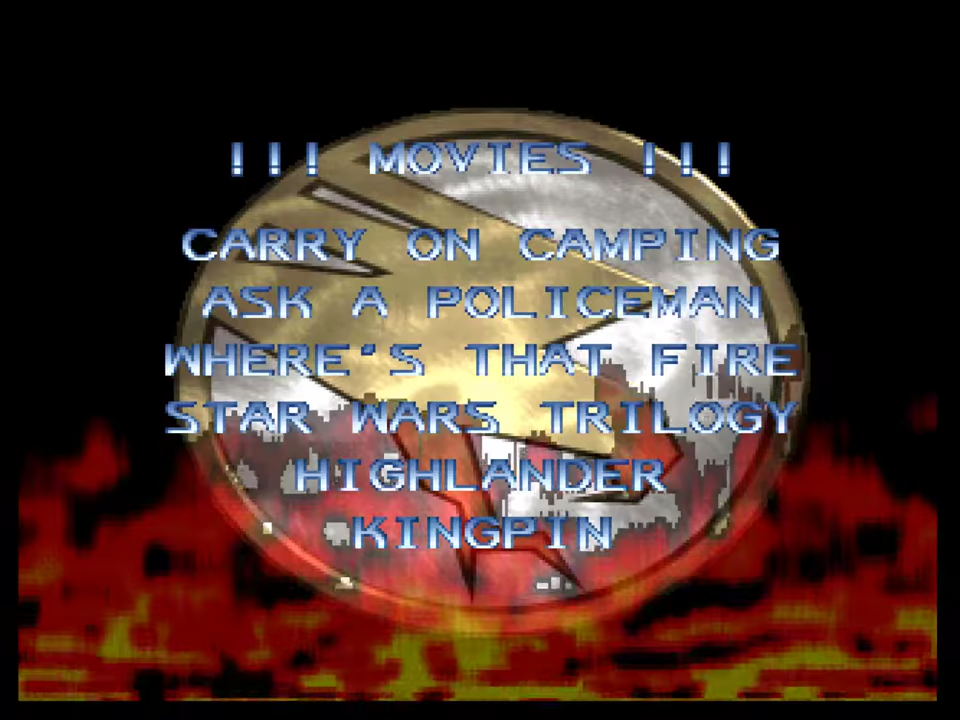 !!! MOVIES !!!
CARRY ON CAMPING
ASK A POLICEMAN
WHERE'S THAT FIRE
STAR WARS TRILOGY
HIGHLANDER
KINGPIN